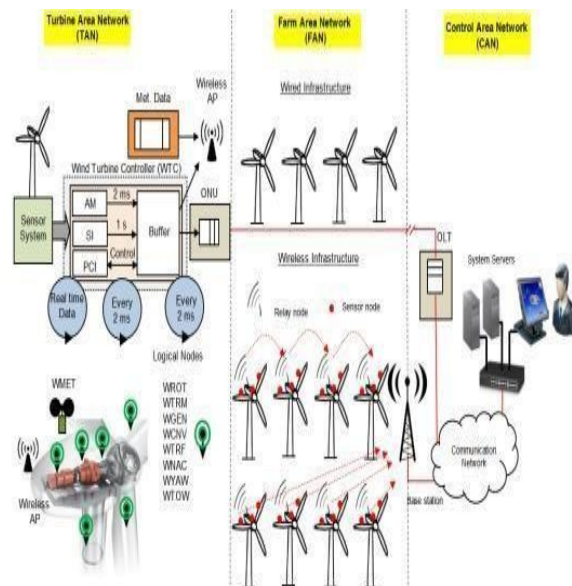 Turbine Area Network
(TAN)
Farm Area Network
(FAN)
Control Area Network
(CAN)
Wireless
AP
Met. Data
Wired Infrastructure
Wind Turbine Controller (WTC)
ONU
Sensor
System
AM
2 ms
SI
1 s
PCI
Control
Buffer
OLT
Real time
Data
Every
2 ms
Every
2 ms
Logical Nodes
Wireless Infrastructure
Relay node
Sensor node
System Servers
WMET
WROT
WTRM
WGEN
WCNV
WTRF
WNAC
WYAW
WTOW
Wireless
AP
Communication
Network
Base station